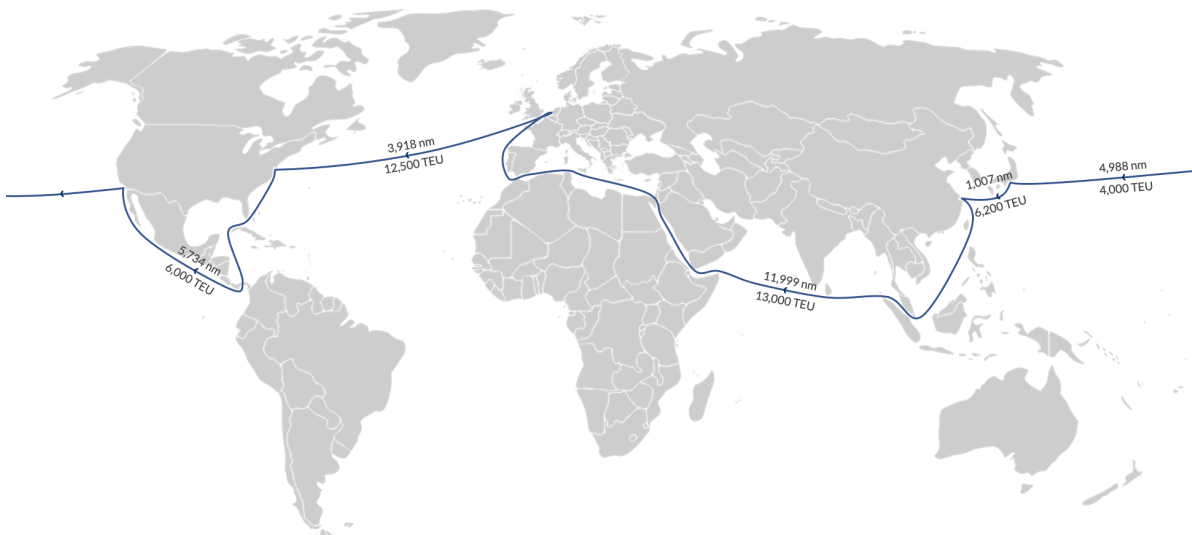 3,918 nm
12,500 TEU
4,988 nm
4,000 TEU
1,007 nm
6,200 TEU
5,734 nm
6,000 TEU
11,999 nm
13,000 TEU